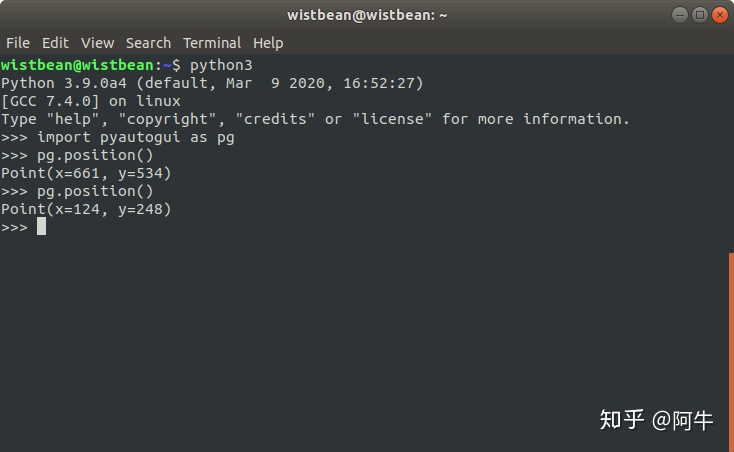 wistbean@wistbean: ~
File Edit View Search Terminal Help
wistbean@wistbean:~$ python3
Python 3.9.0a4 (default, Mar  9 2020, 16:52:27)
[GCC 7.4.0] on linux
Type "help", "copyright", "credits" or "license" for more information.
>>> import pyautogui as pg
>>> pg.position()
Point(x=661, y=534)
>>> pg.position()
Point(x=124, y=248)
>>>
知乎 @阿牛